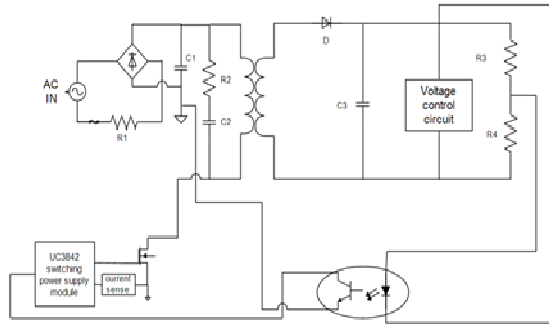 C1
D
R3
R2
AC
IN
Voltage
control
circuit
C3
C2
R4
R1
UC3842
switching
power supply
module
current
sense